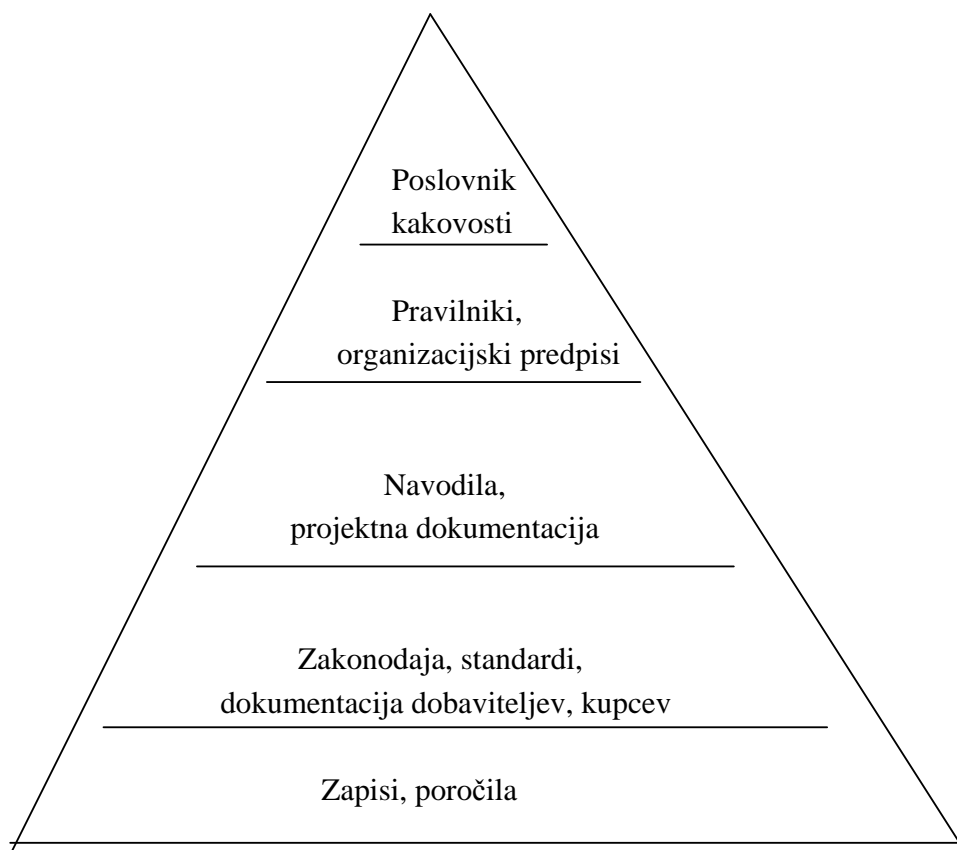 Poslovnik
kakovosti
Pravilniki,
organizacijski predpisi
Navodila,
projektna dokumentacija
Zakonodaja, standardi,
dokumentacija dobaviteljev, kupcev
Zapisi, poročila